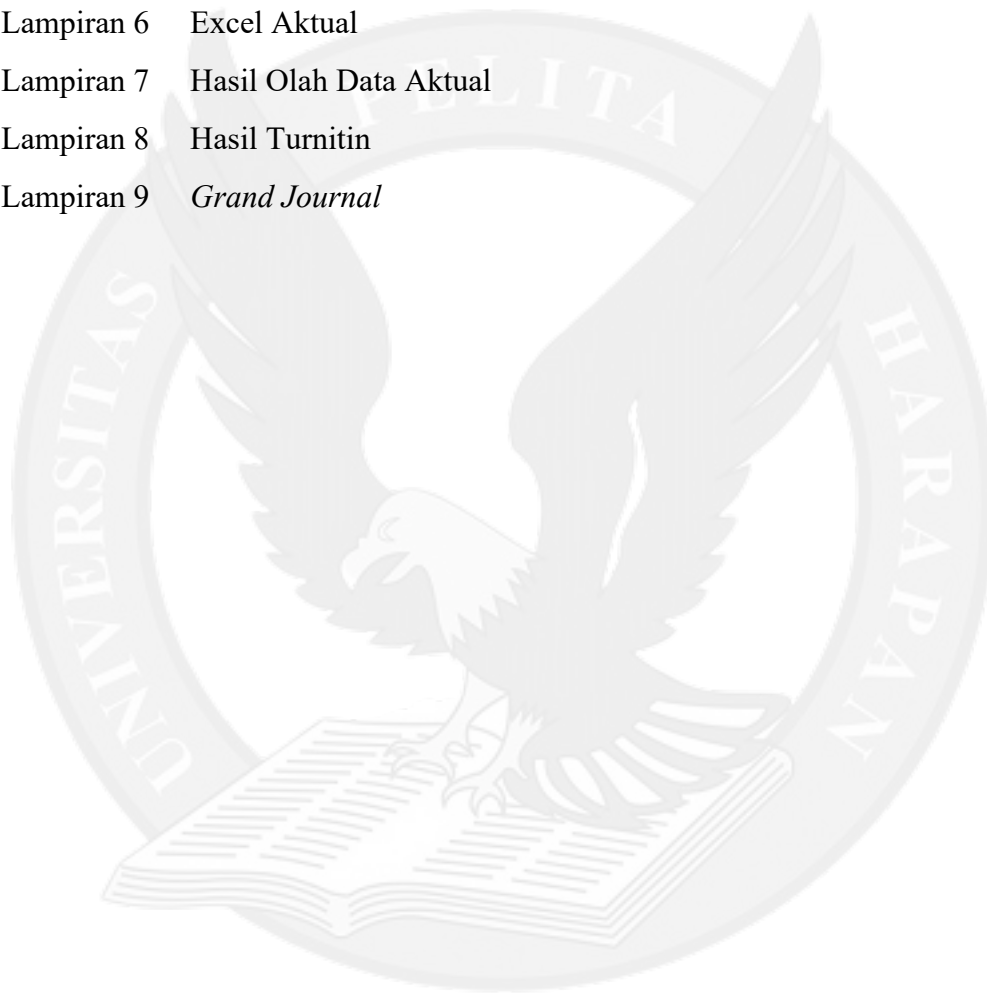 Lampiran 6 Excel Aktual
Lampiran 7 Hasil Olah Data Aktual
Lampiran 8 Hasil Turnitin
Lampiran 9 Grand Journal
UNIVERSITAS PELITA HARAPAN